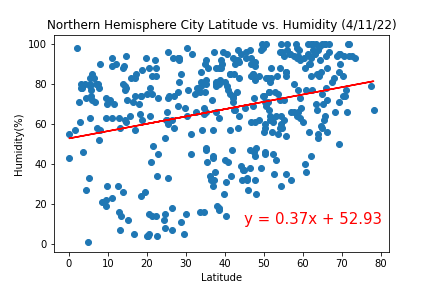 Northern Hemisphere City Latitude vs. Humidity (4/11/22)
100
80
60
40
20
0
Humidity(%)
y = 0.37x + 52.93
0 10 20 30 40 50 60 70 80
Latitude